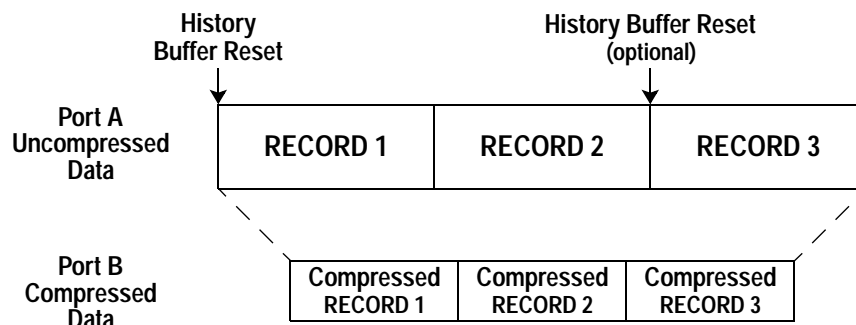 History
Buffer Reset
History Buffer Reset
(optional)
Port A
Uncompressed
Data
RECORD 1
RECORD 2
RECORD 3
Port B
Compressed
Data
Compressed
RECORD 1
Compressed
RECORD 2
Compressed
RECORD 3